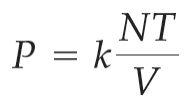 P = k NT/V